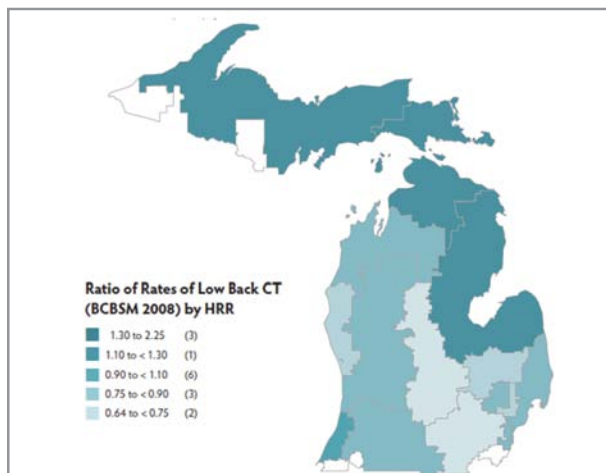 Ratio of Rates of Low Back CT
(BCBSM 2008) by HRR
1.30 to 2.25 (3)
1.10 to < 1.30 (1)
0.90 to < 1.10 (6)
0.75 to < 0.90 (3)
0.64 to < 0.75 (2)